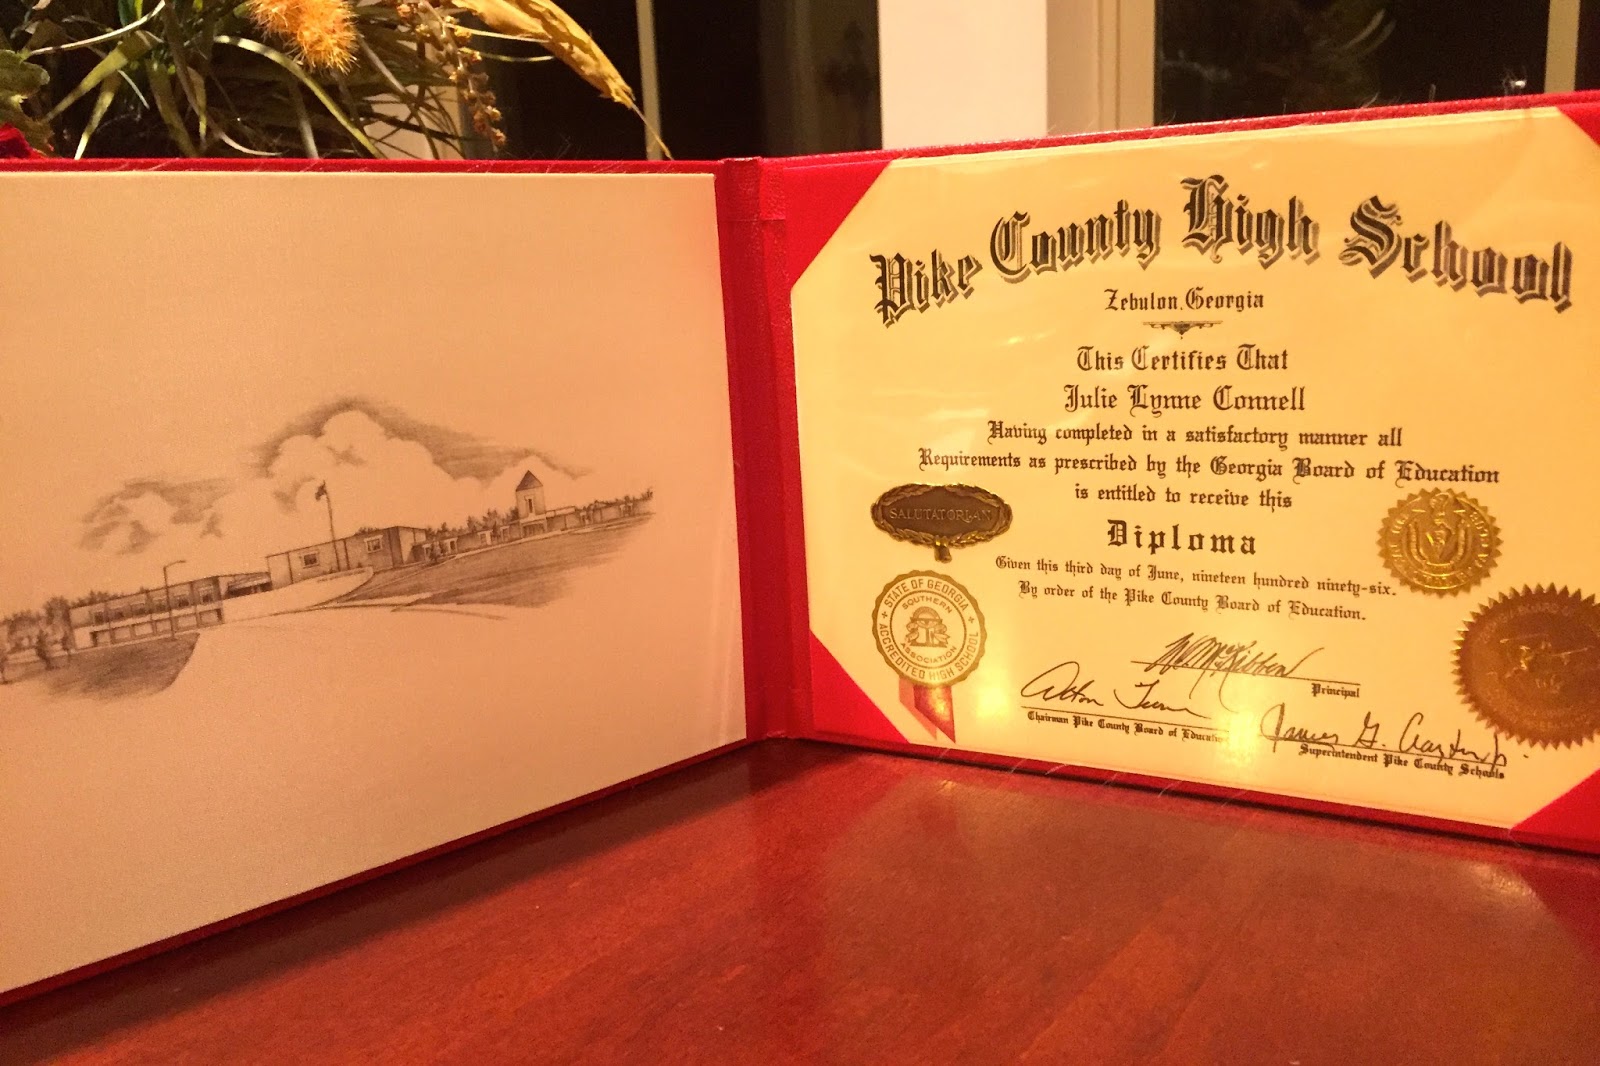 Pike County High School
Zebulon, Georgia
This Certifies That
Julie Lynne Connell
Having completed in a satisfactory manner all
Requirements as prescribed by the Georgia Board of Education
is entitled to receive this
Diploma
Given this third day of June, nineteen hundred ninety-six.
By order of the Pike County Board of Education.
SALUTATORIAN
STATE OF GEORGIA
SOUTHERN
ASSOCIATION
ACCREDITED HIGH SCHOOL
W. McKibben
Principal
Chairman Pike County Board of Education
James G.
Superintendent Pike County Schools